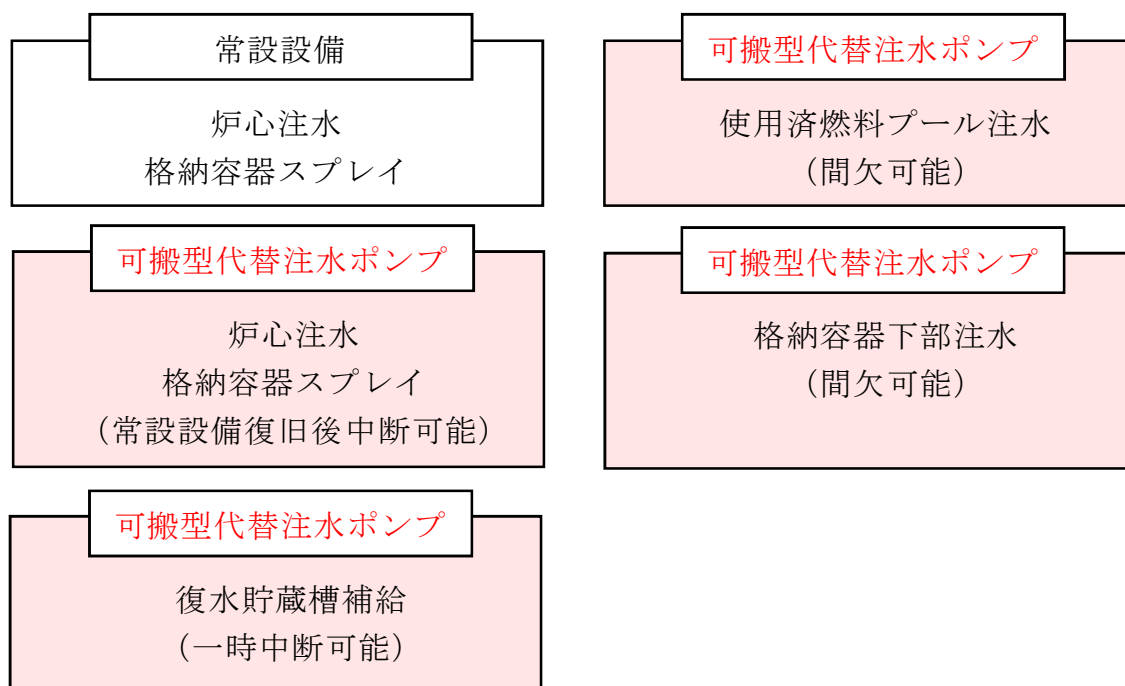 常設設備
炉心注水
格納容器スプレイ
可搬型代替注水ポンプ
使用済燃料プール注水
（間欠可能）
可搬型代替注水ポンプ
炉心注水
格納容器スプレイ
（常設設備復旧後中断可能）
可搬型代替注水ポンプ
格納容器下部注水
（間欠可能）
可搬型代替注水ポンプ
復水貯蔵槽補給
（一時中断可能）